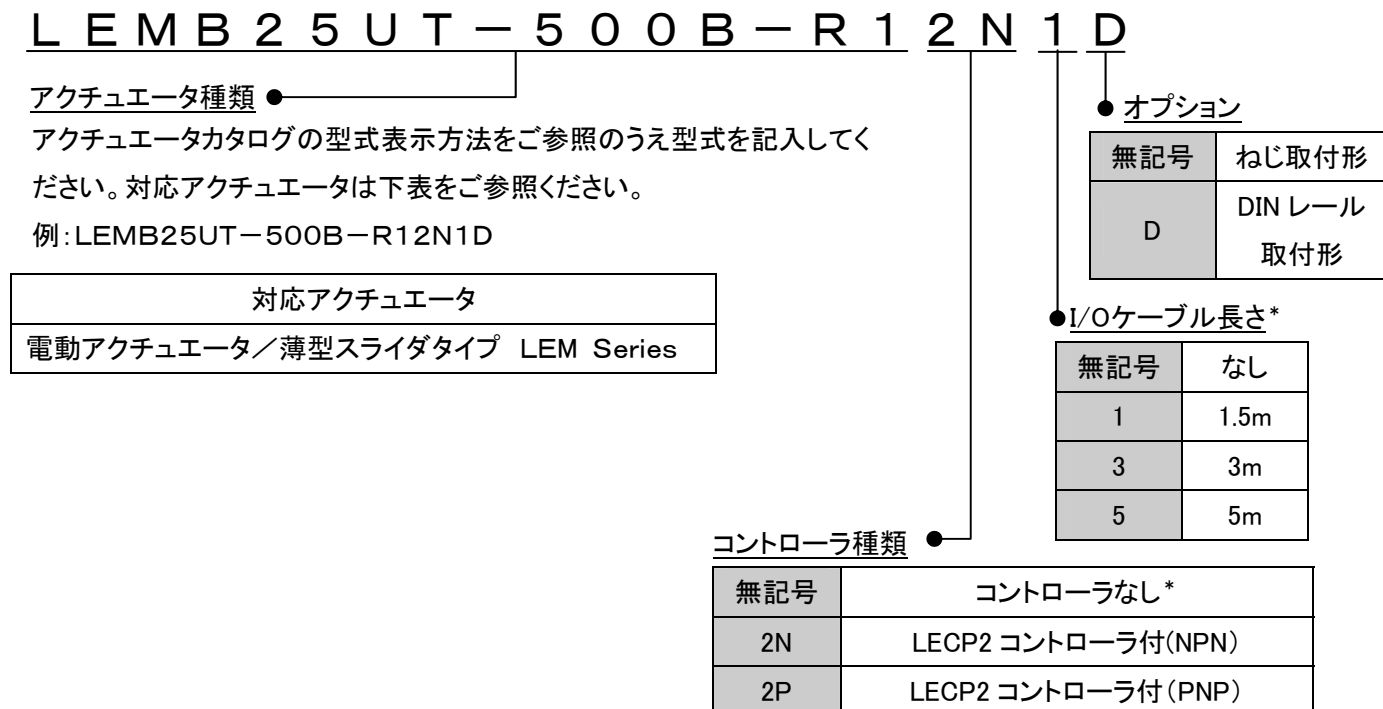 LEMB25UT－500B－R12N1D
アクチュエータ種類
アクチュエータカタログの型式表示方法をご参照のうえ型式を記入してく
ださい。対応アクチュエータは下表をご参照ください。
例：LEMB25UT－500B－R12N1D
対応アクチュエータ
電動アクチュエータ／薄型スライダタイプ LEM Series
オプション
無記号 ねじ取付形
D DIN レール
取付形
I/Oケーブル長さ*
無記号 なし
1 1.5m
3 3m
5 5m
コントローラ種類
無記号 コントローラなし*
2N LECP2 コントローラ付（NPN）
2P LECP2 コントローラ付（PNP）